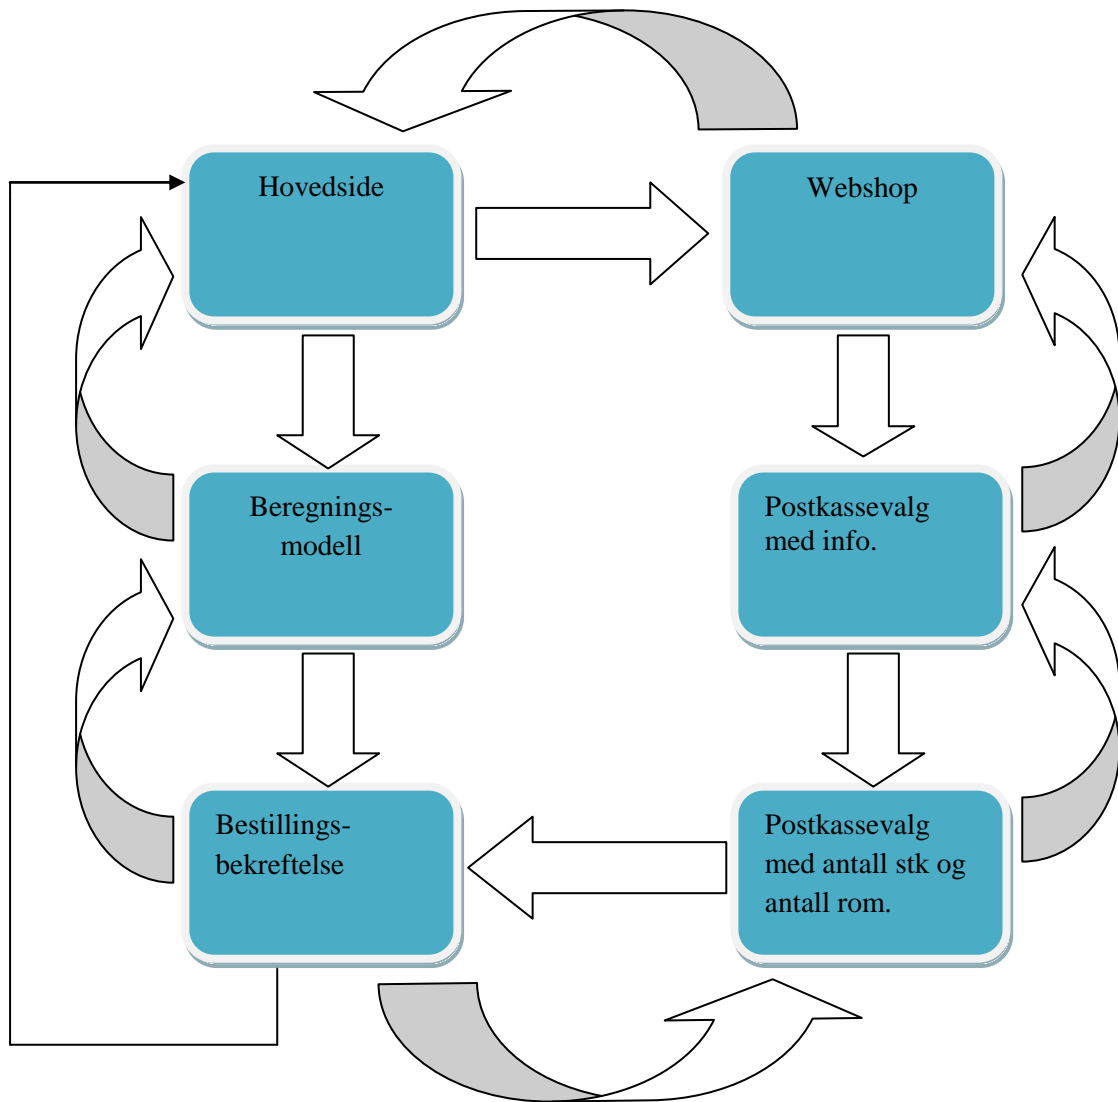 Hovedside
Webshop
Beregnings-
modell
Postkassevalg
med info.
Bestillings-
bekreftelse
Postkassevalg
med antall stk og
antall rom.